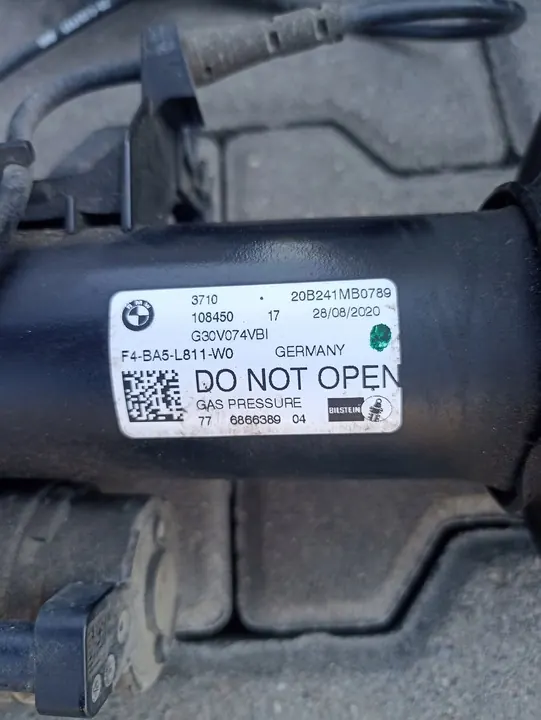 BMW
3710 . 20B241MB0789
108450 17 28/08/2020
G30V074VBI
F4-BA5-L811-W0 GERMANY
DO NOT OPEN
GAS PRESSURE
BILSTEIN
77 6866389 04